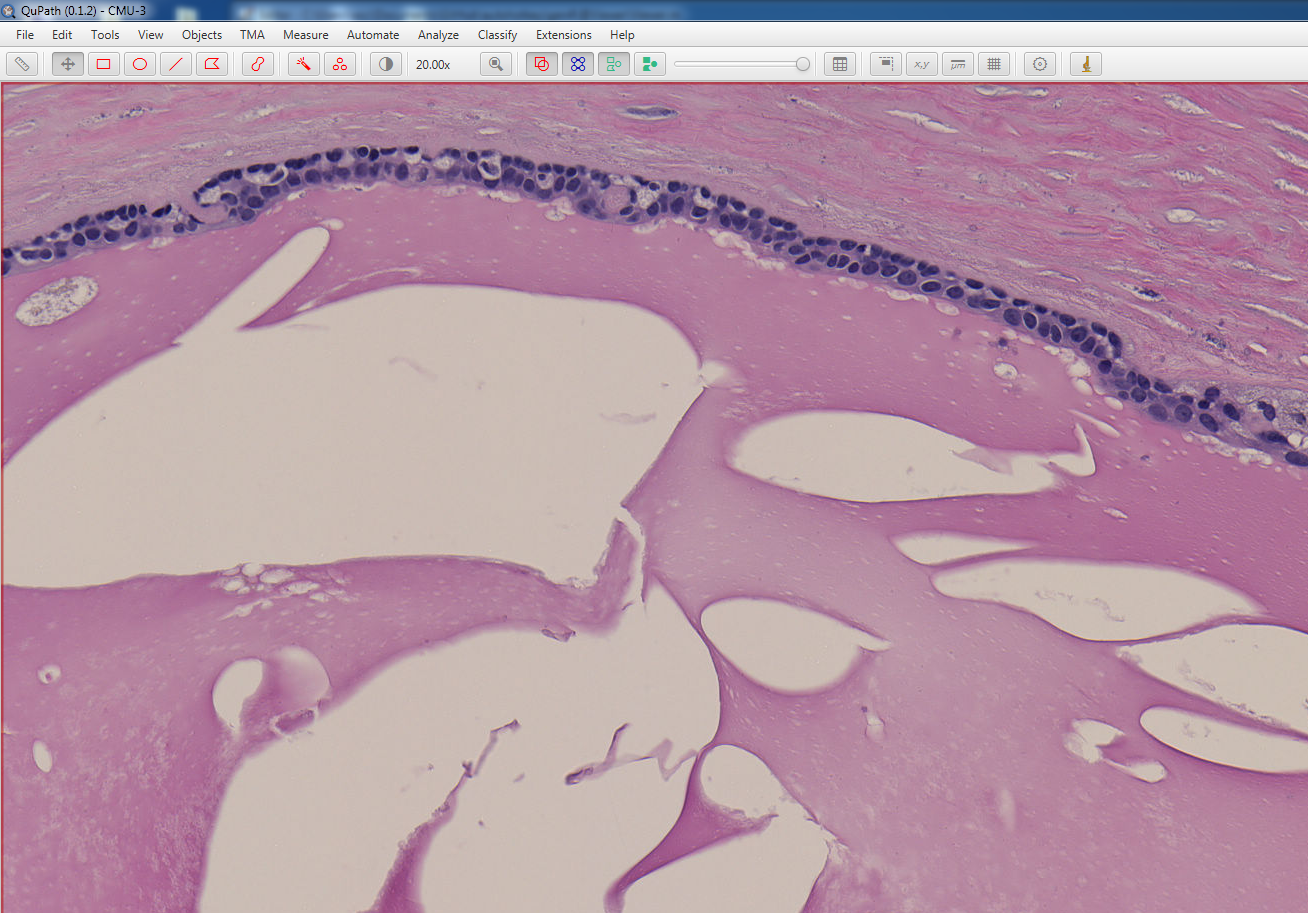 QuPath (0.1.2) - CMU-3
File Edit Tools View Objects TMA Measure Automate Analyze Classify Extensions Help
20.00x x,y μm